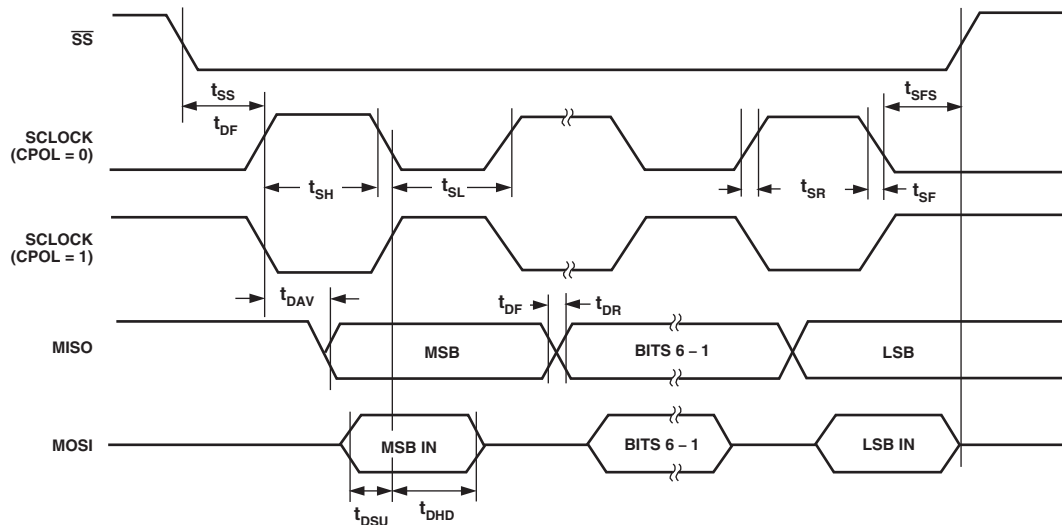 SS
tSS
tDF
tSFS
SCLOCK
(CPOL = 0)
tSH
tSL
tSR
tSF
SCLOCK
(CPOL = 1)
tDAV
tDF
tDR
MISO
MSB
BITS 6 – 1
LSB
MOSI
MSB IN
BITS 6 – 1
LSB IN
tDSU
tDHD